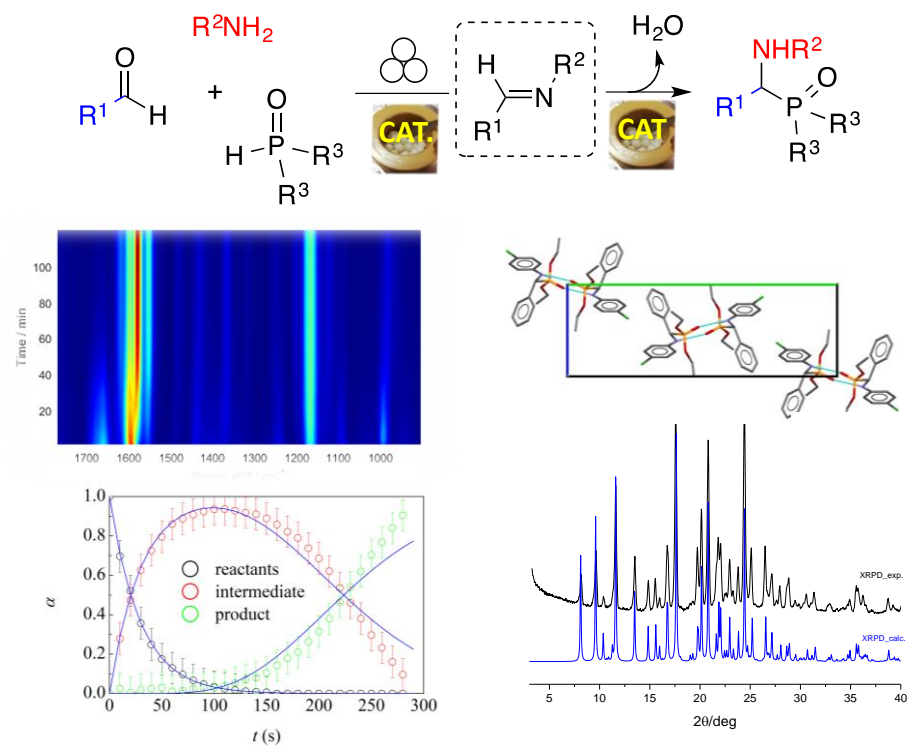 R²NH₂
H₂O
O
R¹
H
+
O
H
P
R³
R³
CAT.
H
R²
N
R¹
CAT
NHR²
R¹
P
O
R³
R³
Time / min
100
80
60
40
20
1700
1600
1500
1400
1300
1200
1100
1000
α
1.0
0.8
0.6
0.4
0.2
0.0
reactants
intermediate
product
0
50
100
150
200
250
300
t (s)
XRPD_exp.
XRPD_calc.
5
10
15
20
25
30
35
40
2θ/deg